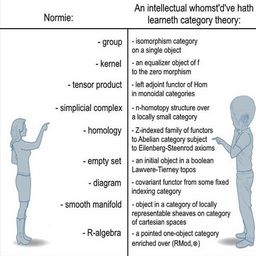 Normie:
An intellectual whomst'd've hath
learneth category theory:
- group
- isomorphism category
on a single object
- kernel
- an equalizer object of f
to the zero morphism
- tensor product
- left adjoint functor of Hom
in monoidal categories
- simplicial complex
- n-homotopy structure over
a locally small category
- homology
- Z-indexed family of functors
to Abelian category subject
to Eilenberg-Steenrod axioms
- empty set
- an initial object in a boolean
Lawvere-Tierney topos
- diagram
- covariant functor from some fixed
indexing category
- smooth manifold
- object in a category of locally
representable sheaves on category
of cartesian spaces
- R-algebra
- a pointed one-object category
enriched over (RMod,⊗)